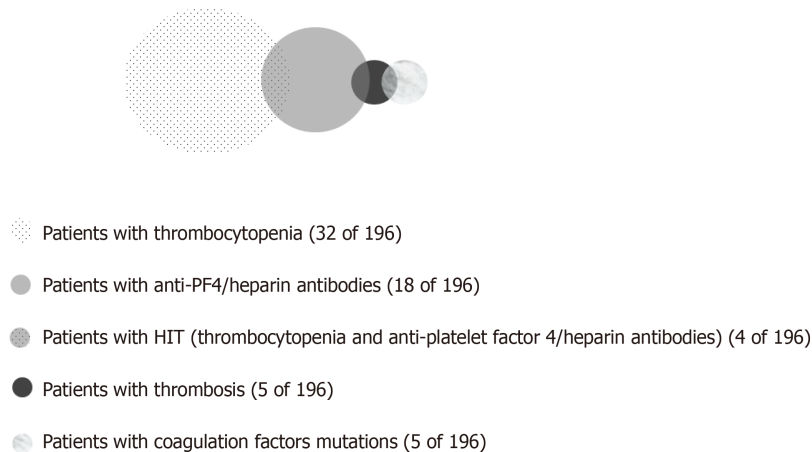 Patients with thrombocytopenia (32 of 196)
Patients with anti-PF4/heparin antibodies (18 of 196)
Patients with HIT (thrombocytopenia and anti-platelet factor 4/heparin antibodies) (4 of 196)
Patients with thrombosis (5 of 196)
Patients with coagulation factors mutations (5 of 196)